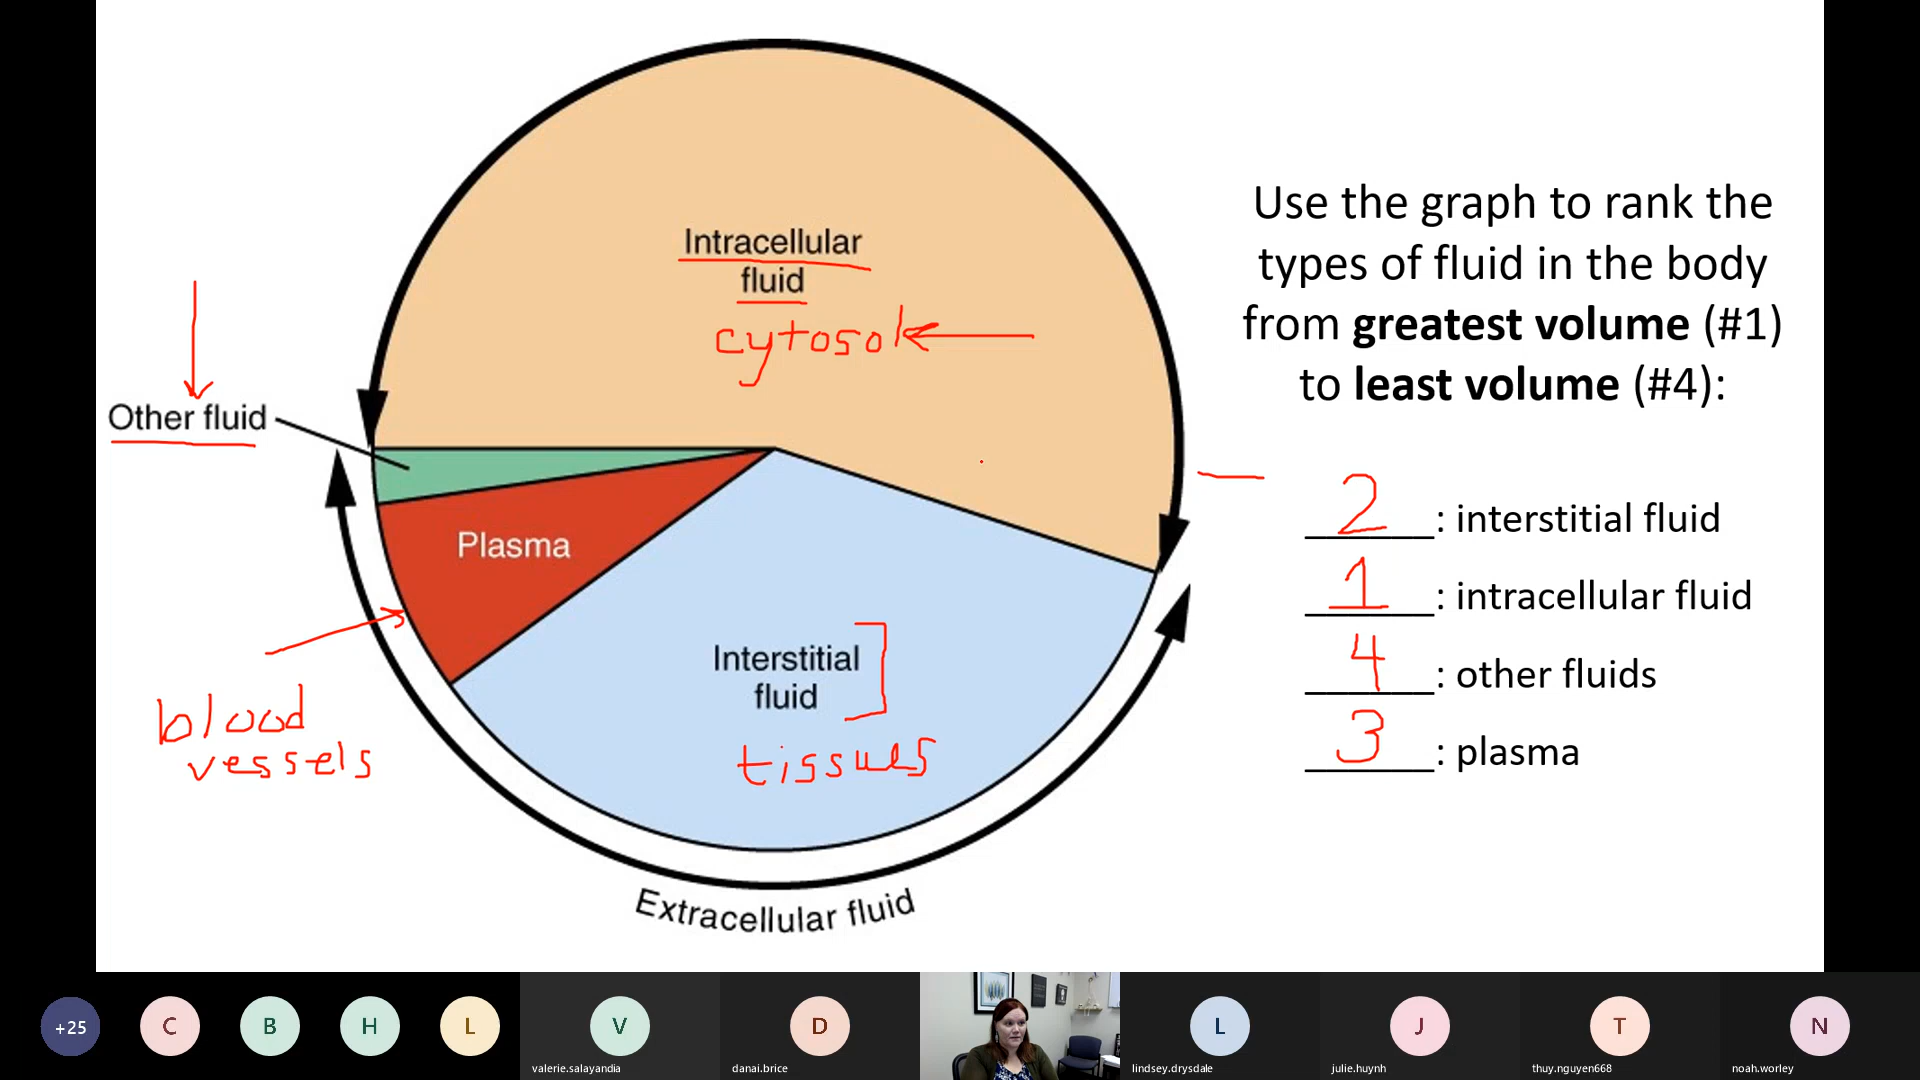 Intracellular
fluid
cytosol
Other fluid
Plasma
blood
vessels
Interstitial
fluid
tissues
Extracellular fluid
Use the graph to rank the
types of fluid in the body
from greatest volume (#1)
to least volume (#4):
2 : interstitial fluid
1 : intracellular fluid
4 : other fluids
3 : plasma
+25
C
B
H
L
V
valerie.salayandia
D
danai.brice
L
lindsey.drysdale
J
julie.huynh
T
thuy.nguyen668
N
noah.worley